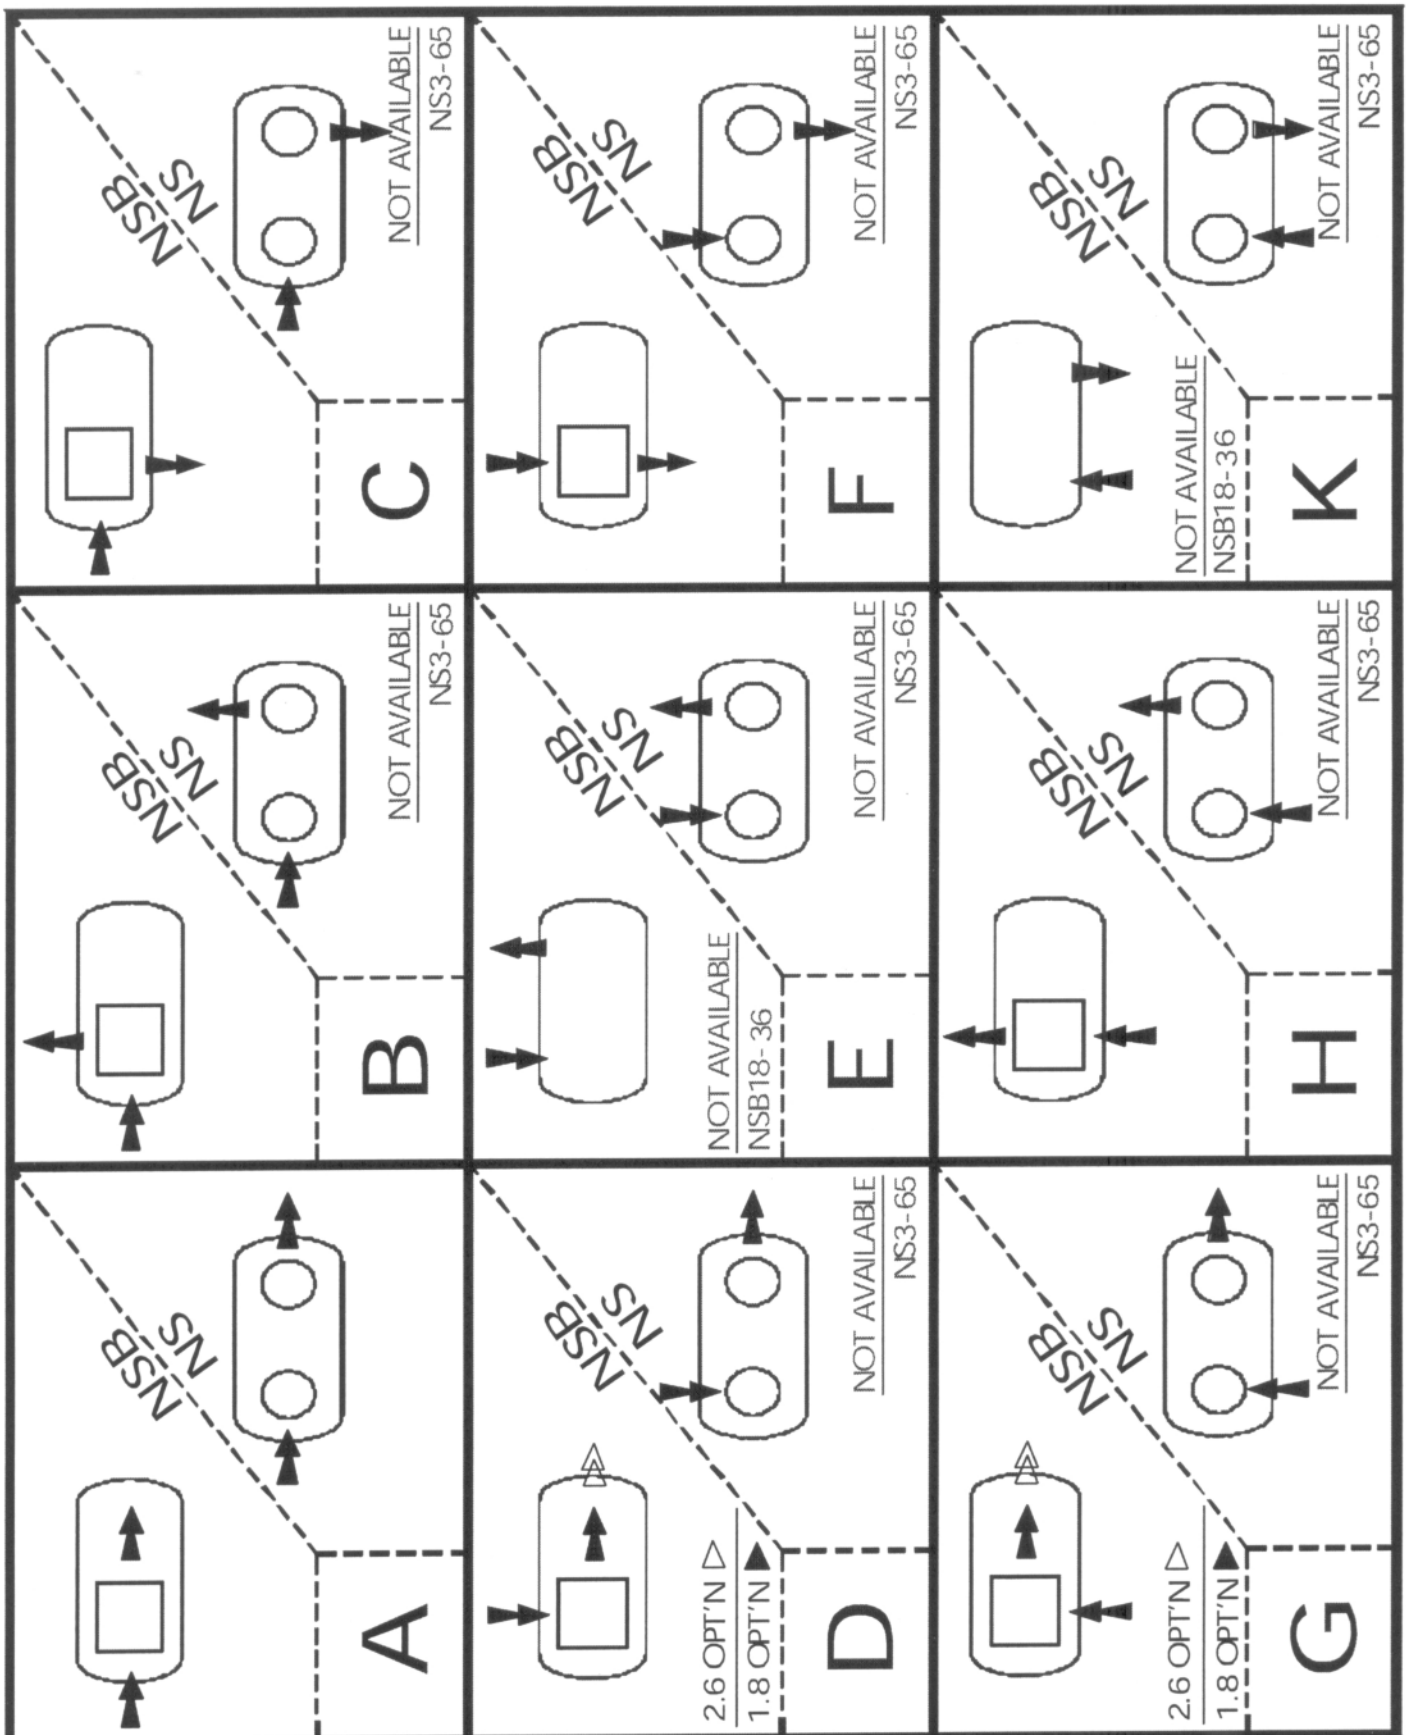 NSB
NS
A
NSB
NS
B
NOT AVAILABLE
NS3-65
NSB
NS
C
NOT AVAILABLE
NS3-65
NSB
NS
2.6 OPT'N ▷
1.8 OPT'N ▶
D
NOT AVAILABLE
NS3-65
NSB
NS
NOT AVAILABLE
NSB18-36
E
NOT AVAILABLE
NS3-65
NSB
NS
F
NOT AVAILABLE
NS3-65
NSB
NS
2.6 OPT'N ▷
1.8 OPT'N ▶
G
NOT AVAILABLE
NS3-65
NSB
NS
H
NOT AVAILABLE
NS3-65
NSB
NS
NOT AVAILABLE
NSB18-36
K
NOT AVAILABLE
NS3-65